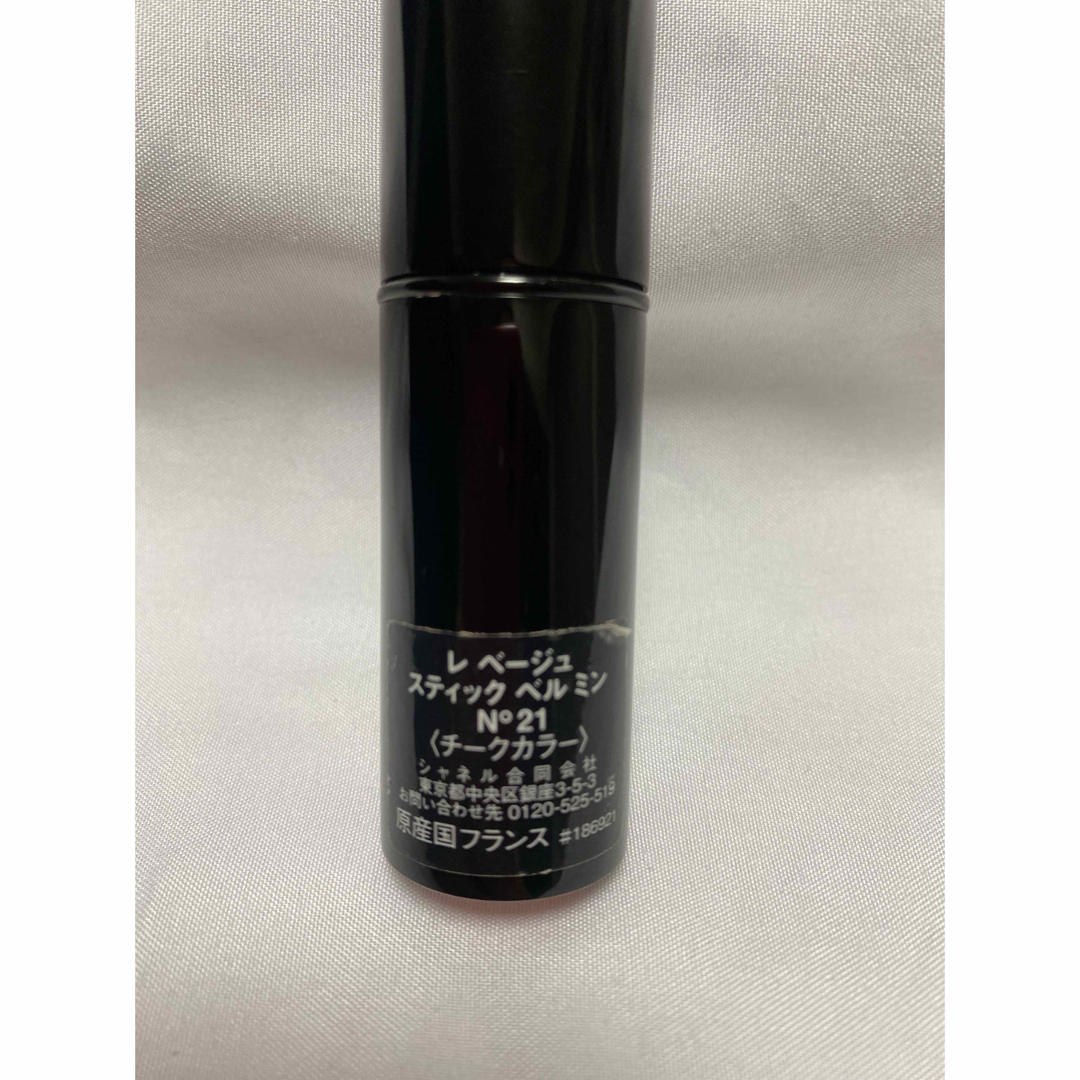 レ ベージュ
スティック ベル ミン
Nº 21
〈チークカラー〉
シャネル合同会社
東京都中央区銀座3-5-3
お問い合わせ先 0120-525-519
原産国フランス #186921